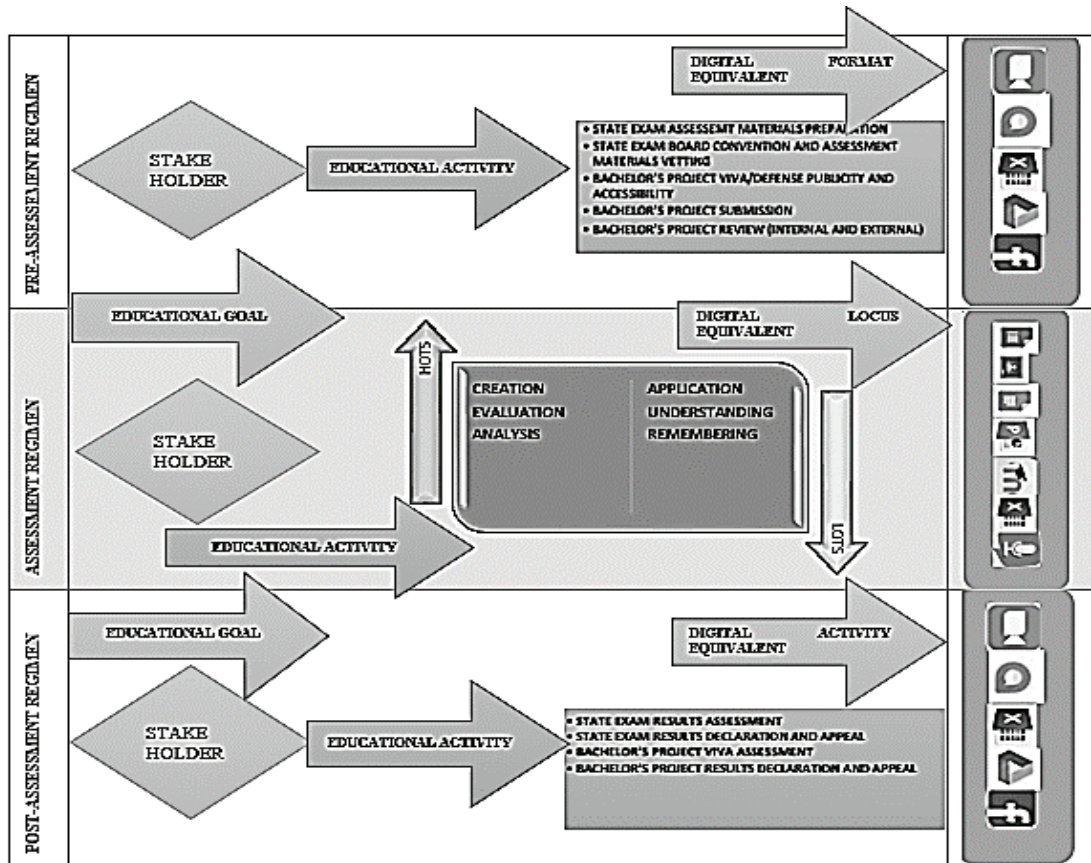 PRE-ASSESSEMENT REGIMEN
STAKE
HOLDER
EDUCATIONAL ACTIVITY
DIGITAL FORMAT
EQUIVALENT
• STATE EXAM ASSESSEMT MATERIALS PREPARATION
• STATE EXAM BOARD CONVENTION AND ASSESSMENT
MATERIALS VETTING
• BACHELOR'S PROJECT VIVA/DEFENSE PUBLICITY AND
ACCESSIBILITY
• BACHELOR'S PROJECT SUBMISSION
• BACHELOR'S PROJECT REVIEW (INTERNAL AND EXTERNAL)
ASSESSMENT REGIMEN
EDUCATIONAL GOAL
STAKE
HOLDER
EDUCATIONAL ACTIVITY
HOTS
CREATION
EVALUATION
ANALYSIS
APPLICATION
UNDERSTANDING
REMEMBERING
LOTS
DIGITAL LOCUS
EQUIVALENT
POST-ASSESSMENT REGIMEN
EDUCATIONAL GOAL
STAKE
HOLDER
EDUCATIONAL ACTIVITY
DIGITAL ACTIVITY
EQUIVALENT
• STATE EXAM RESULTS ASSESSMENT
• STATE EXAM RESULTS DECLARATION AND APPEAL
• BACHELOR'S PROJECT VIVA ASSESSMENT
• BACHELOR'S PROJECT RESULTS DECLARATION AND APPEAL